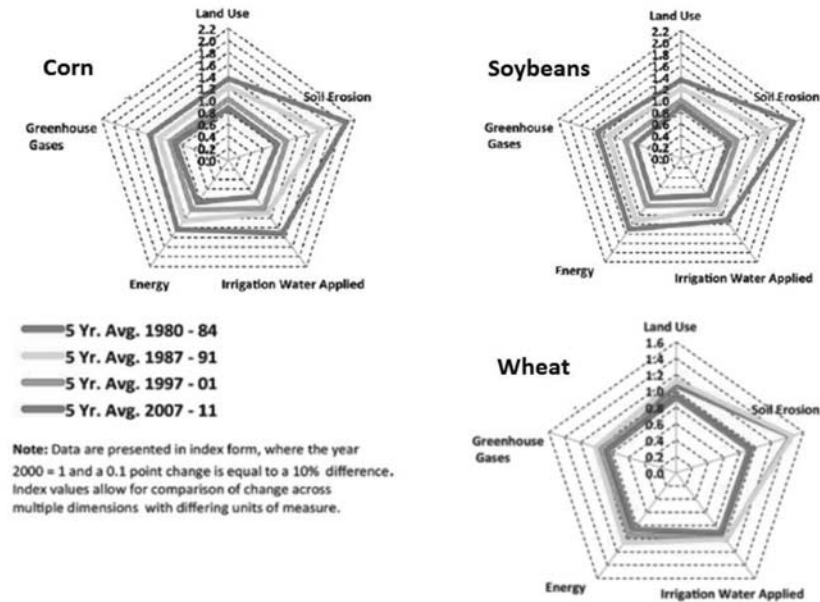 Corn
Land Use
2.2
2.0
1.8
1.6
1.4
1.2
1.0
0.8
0.6
0.4
0.2
0.0
Soil Erosion
Greenhouse
Gases
Energy
Irrigation Water Applied
Soybeans
Land Use
2.2
2.0
1.8
1.6
1.4
1.2
1.0
0.8
0.6
0.4
0.2
0.0
Soil Erosion
Greenhouse
Gases
Energy
Irrigation Water Applied
5 Yr. Avg. 1980 - 84
5 Yr. Avg. 1987 - 91
5 Yr. Avg. 1997 - 01
5 Yr. Avg. 2007 - 11
Note: Data are presented in index form, where the year
2000 = 1 and a 0.1 point change is equal to a 10% difference.
Index values allow for comparison of change across
multiple dimensions with differing units of measure.
Wheat
Land Use
1.6
1.4
1.2
1.0
0.8
0.6
0.4
0.2
0.0
Soil Erosion
Greenhouse
Gases
Energy
Irrigation Water Applied